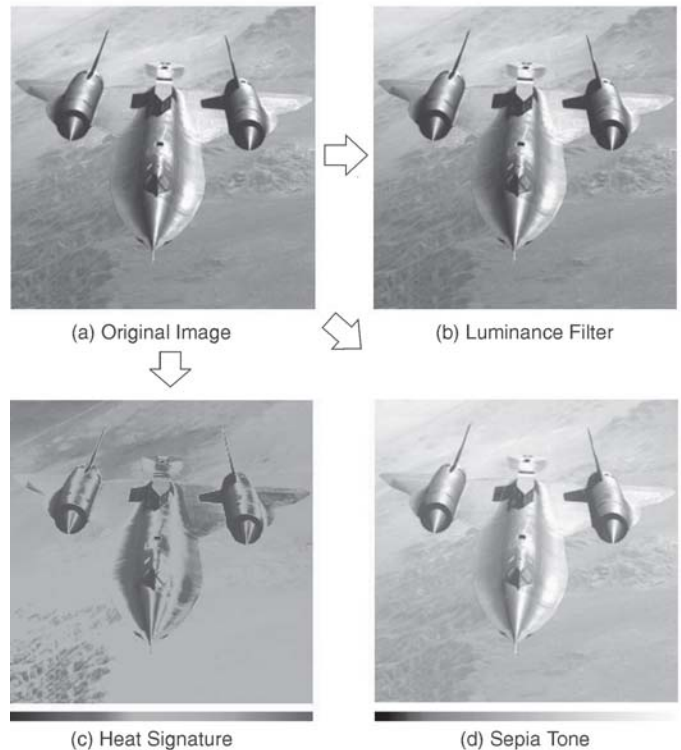 (a) Original Image
(b) Luminance Filter
(c) Heat Signature
(d) Sepia Tone